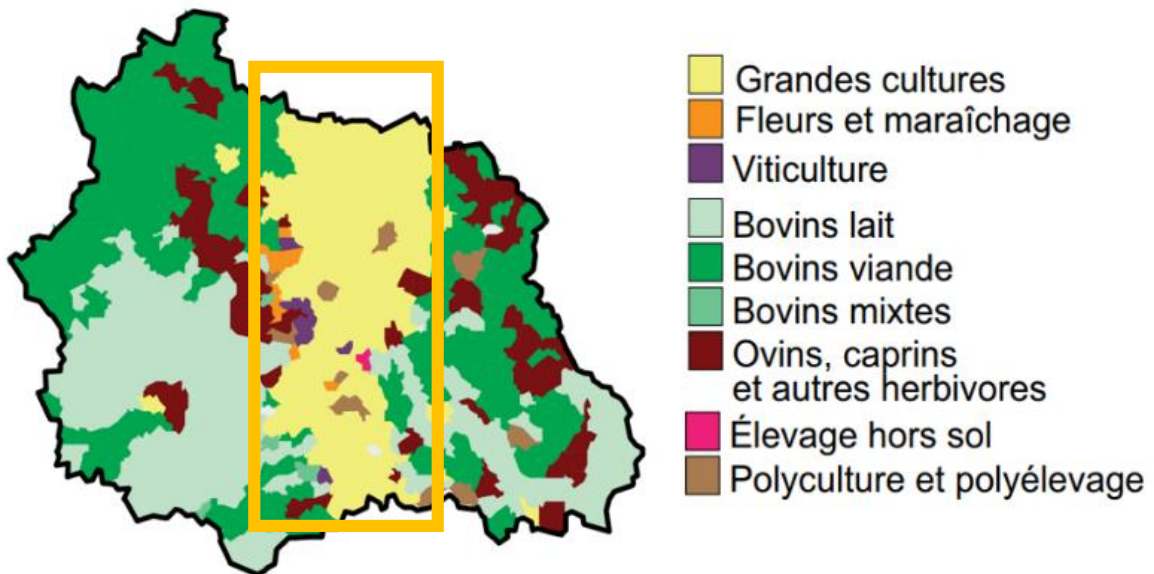 Grandes cultures
Fleurs et maraîchage
Viticulture
Bovins lait
Bovins viande
Bovins mixtes
Ovins, caprins
et autres herbivores
Élevage hors sol
Polyculture et polyélevage